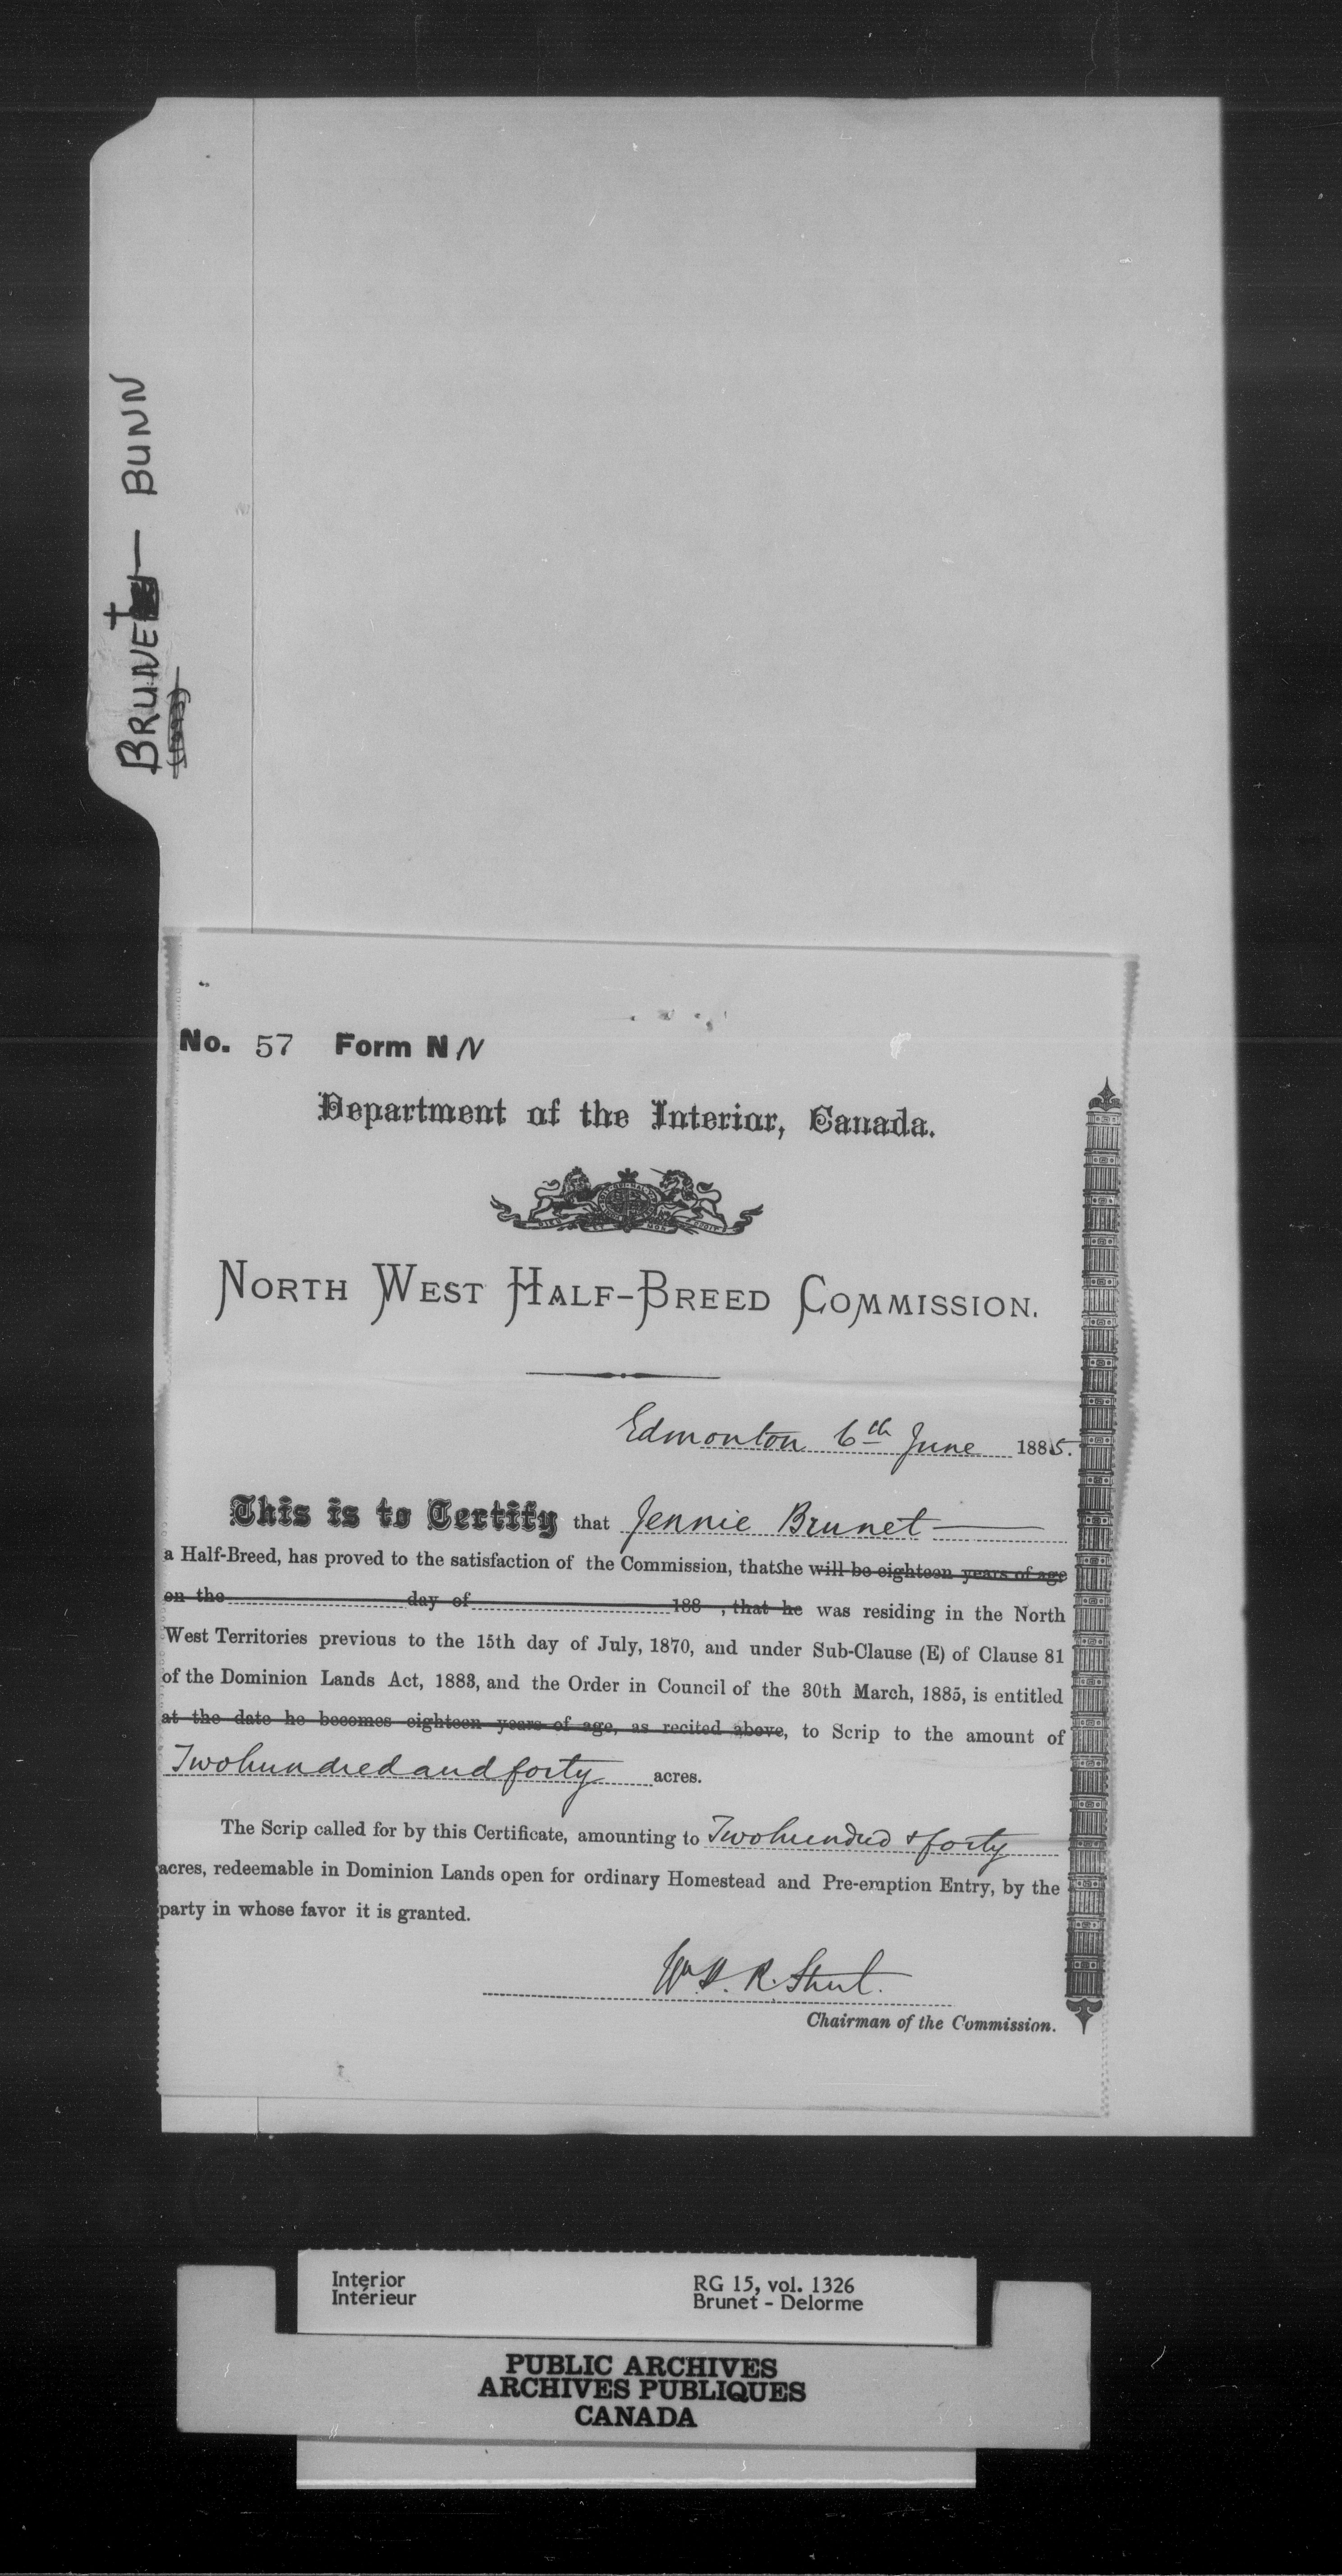 BRUNET — BUNN
No. 57 Form N N
Department of the Interior, Canada.
NORTH WEST HALF-BREED COMMISSION.
Edmonton 6th June 1885.
This is to Certify that Jennie Brunet
a Half-Breed, has proved to the satisfaction of the Commission, that she will be eighteen years of age
on the day of 188 , that he was residing in the North
West Territories previous to the 15th day of July, 1870, and under Sub-Clause (E) of Clause 81
of the Dominion Lands Act, 1883, and the Order in Council of the 30th March, 1885, is entitled
at the date he becomes eighteen years of age, as recited above, to Scrip to the amount of
Two hundred and forty acres.
The Scrip called for by this Certificate, amounting to Two hundred & forty
acres, redeemable in Dominion Lands open for ordinary Homestead and Pre-emption Entry, by the
party in whose favor it is granted.
Wm P. R. Street.
Chairman of the Commission.
Interior
Intérieur
RG 15, vol. 1326
Brunet - Delorme
PUBLIC ARCHIVES
ARCHIVES PUBLIQUES
CANADA